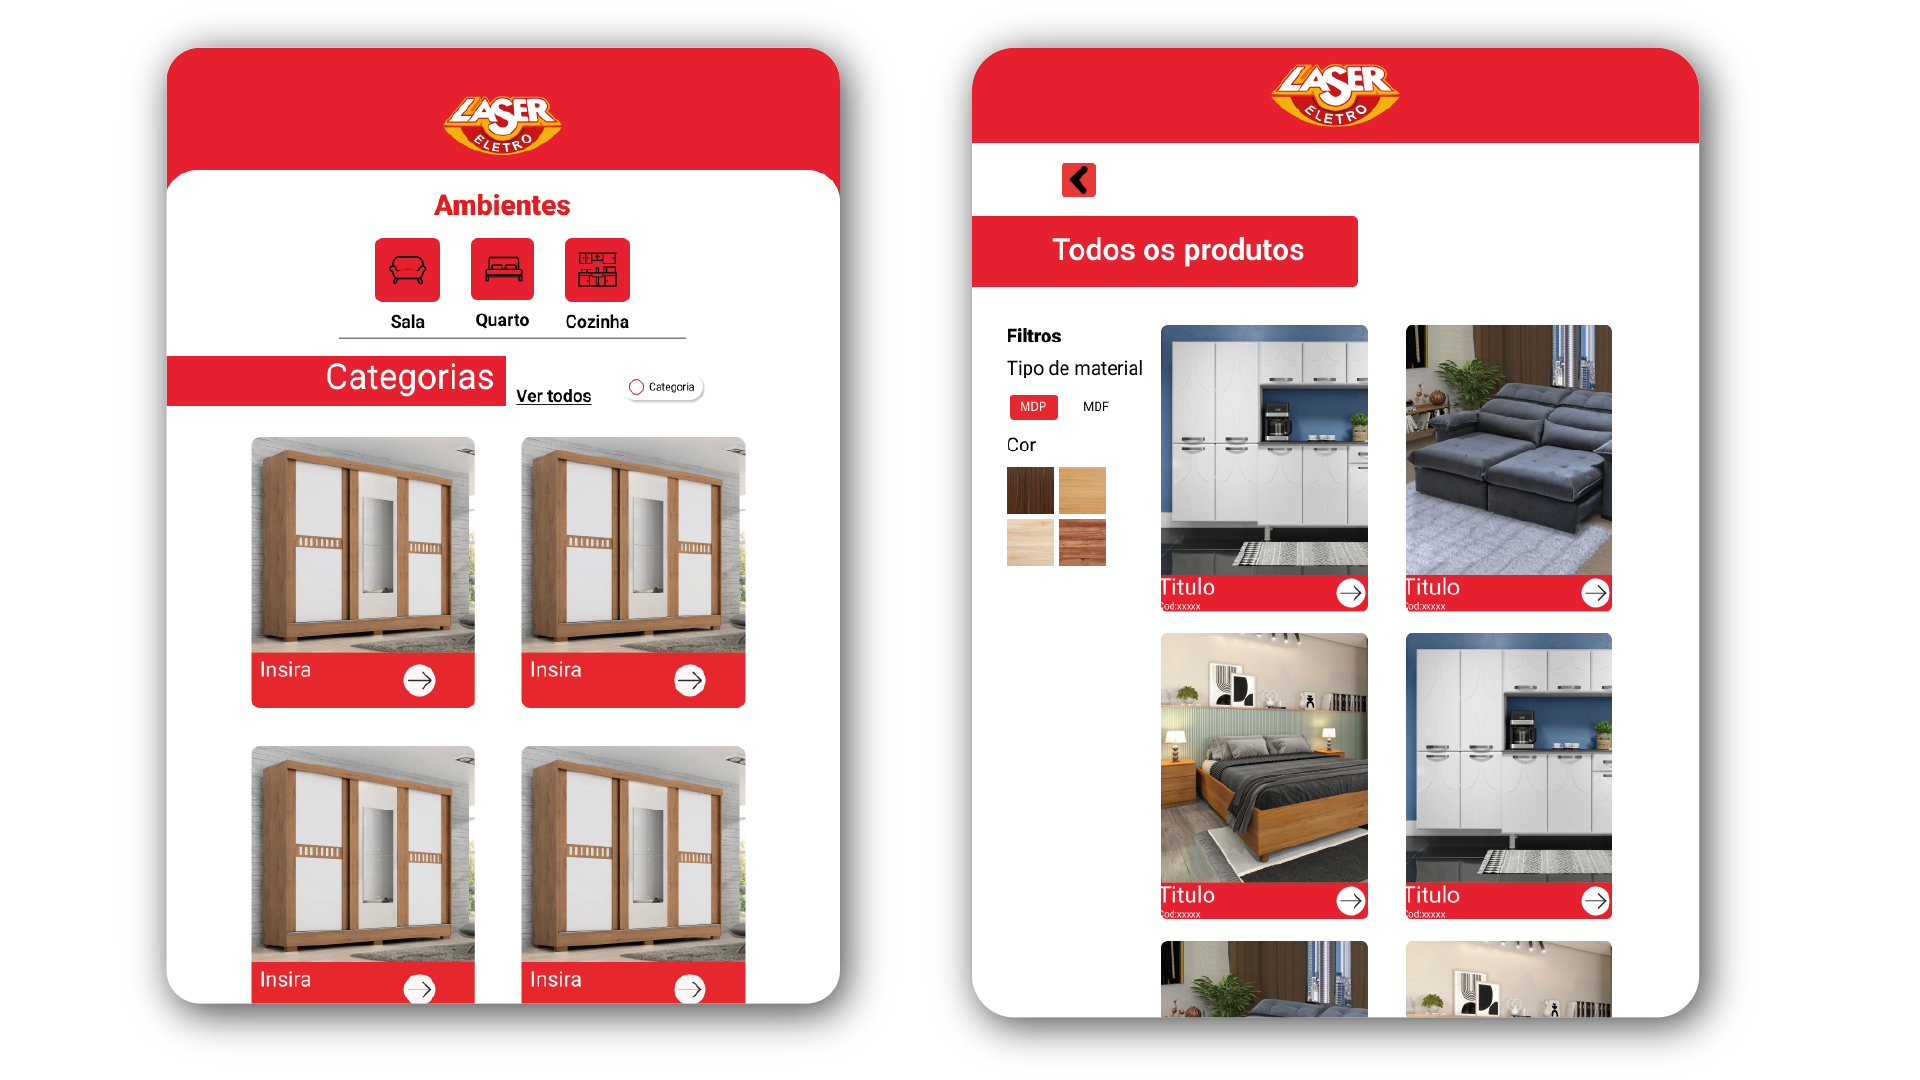 LASER
ELETRO
Ambientes
Sala
Quarto
Cozinha
Categorias
Ver todos
Categoria
Insira
Insira
Insira
Insira
LASER
ELETRO
Todos os produtos
Filtros
Tipo de material
MDP
MDF
Cor
Titulo
Cod:xxxxx
Titulo
Cod:xxxxx
Titulo
Cod:xxxxx
Titulo
Cod:xxxxx